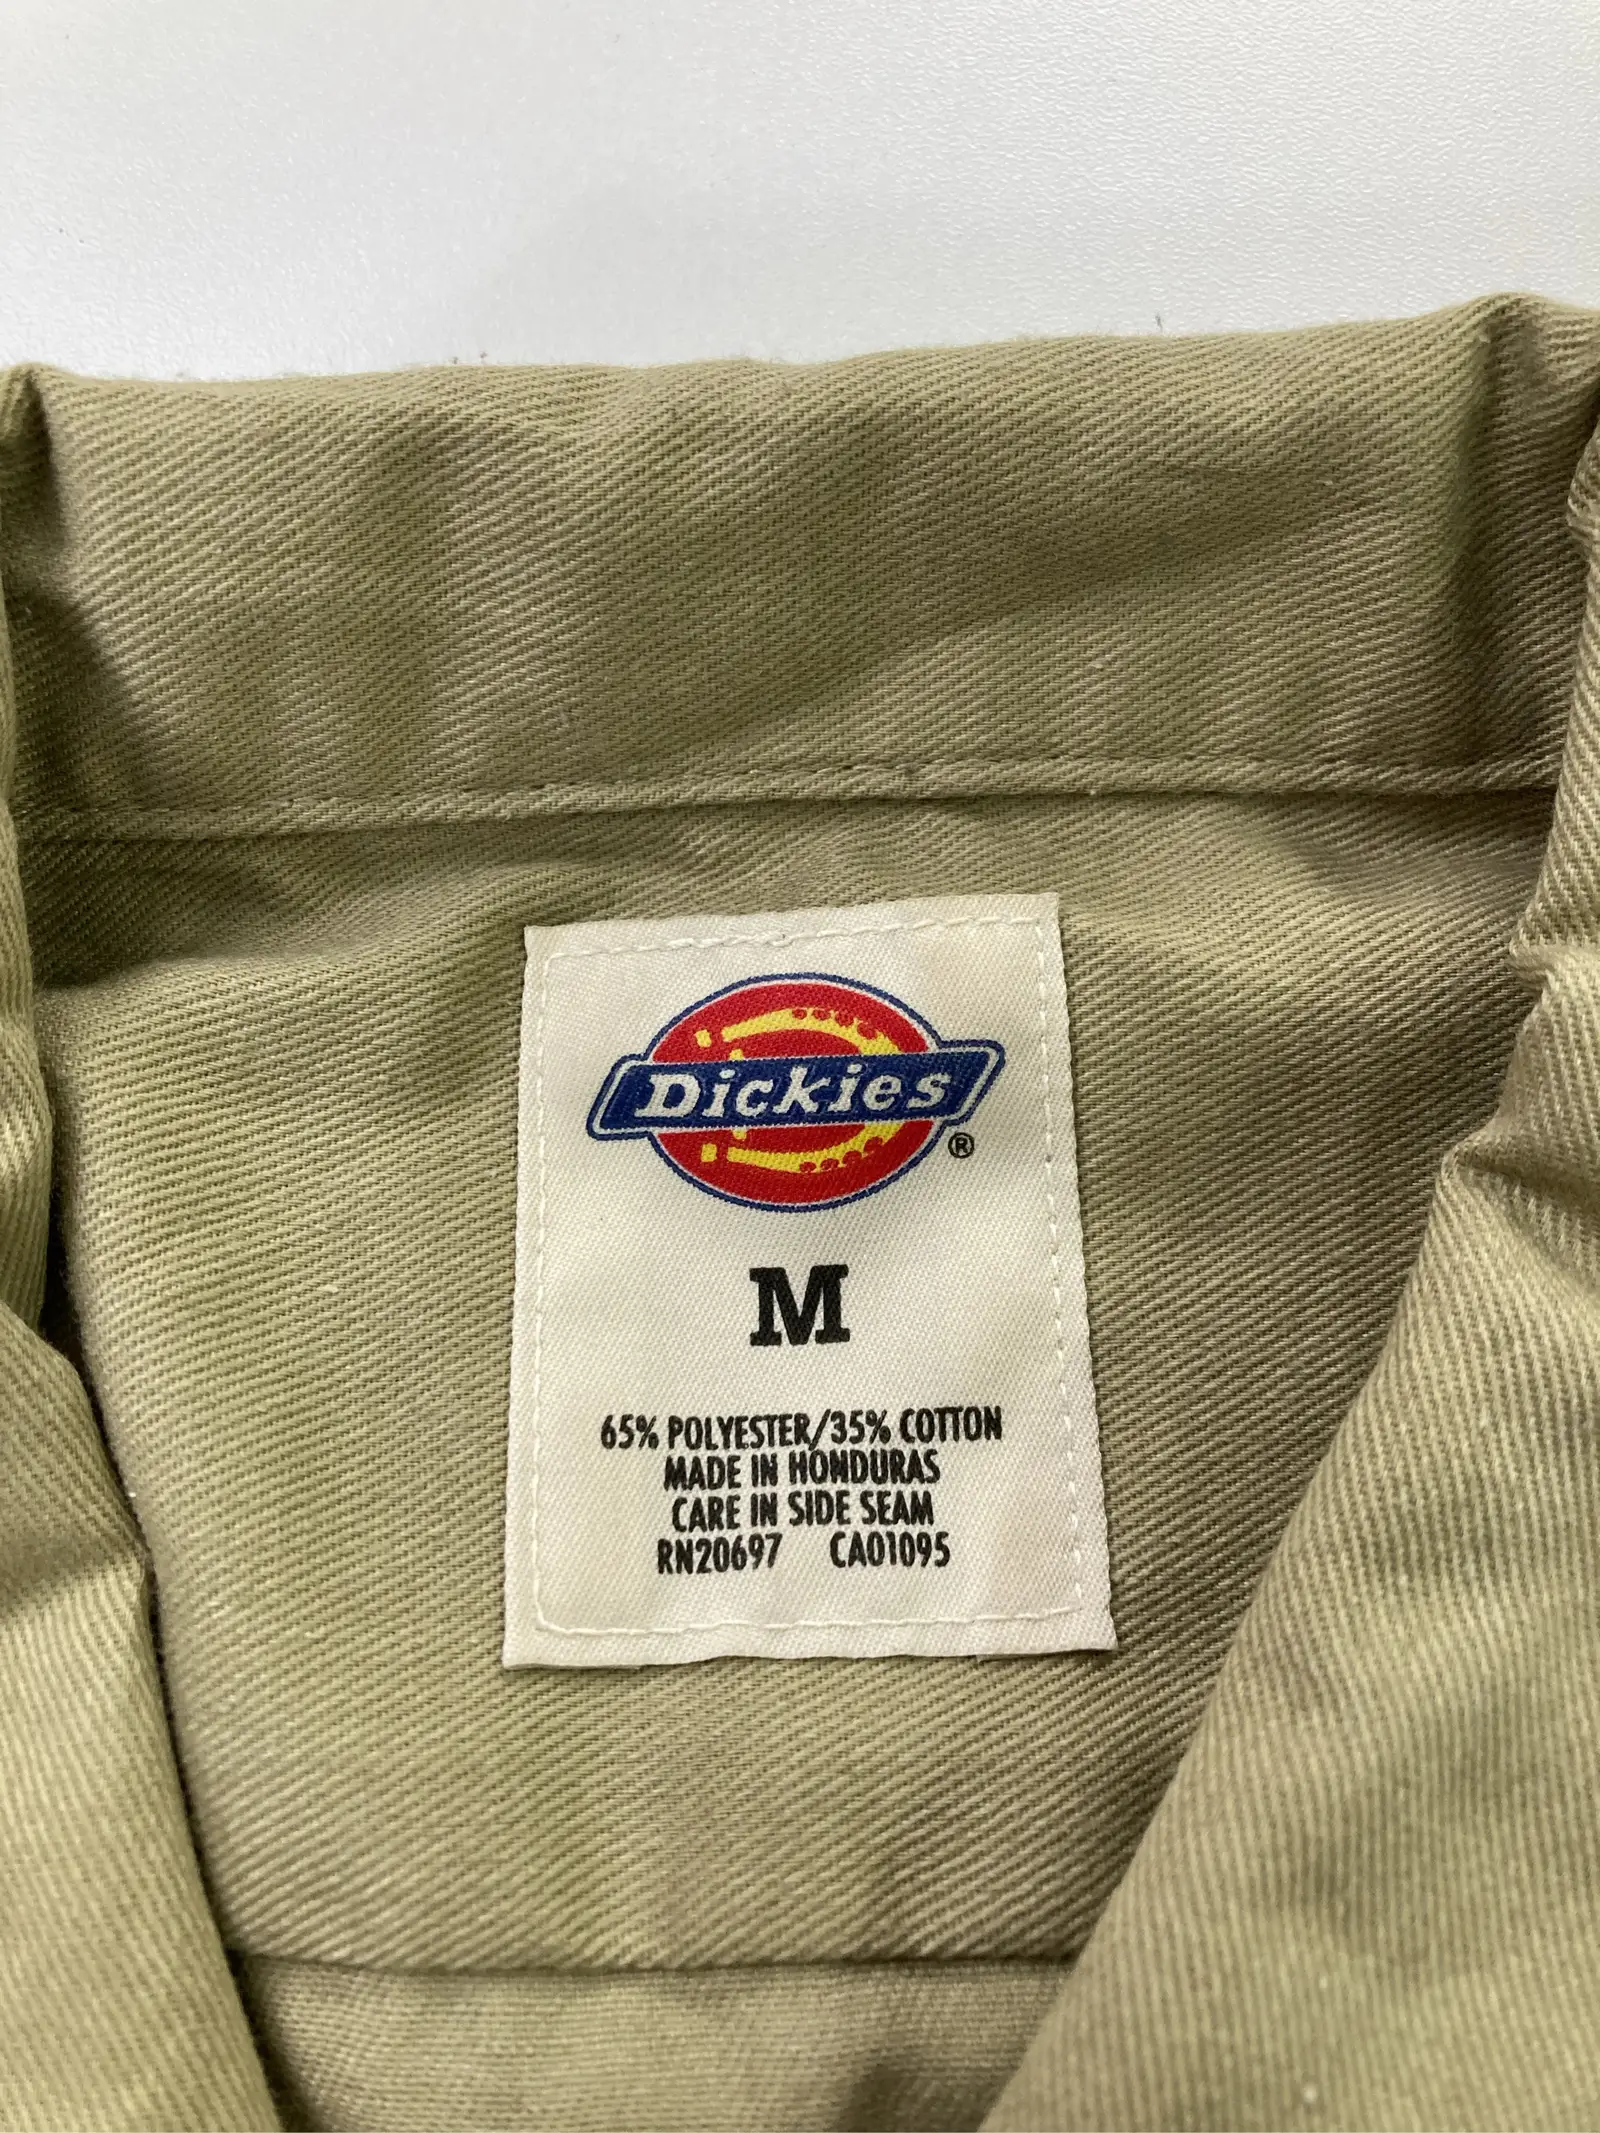 Dickies
®
M
65% POLYESTER/35% COTTON
MADE IN HONDURAS
CARE IN SIDE SEAM
RN20697 CA01095